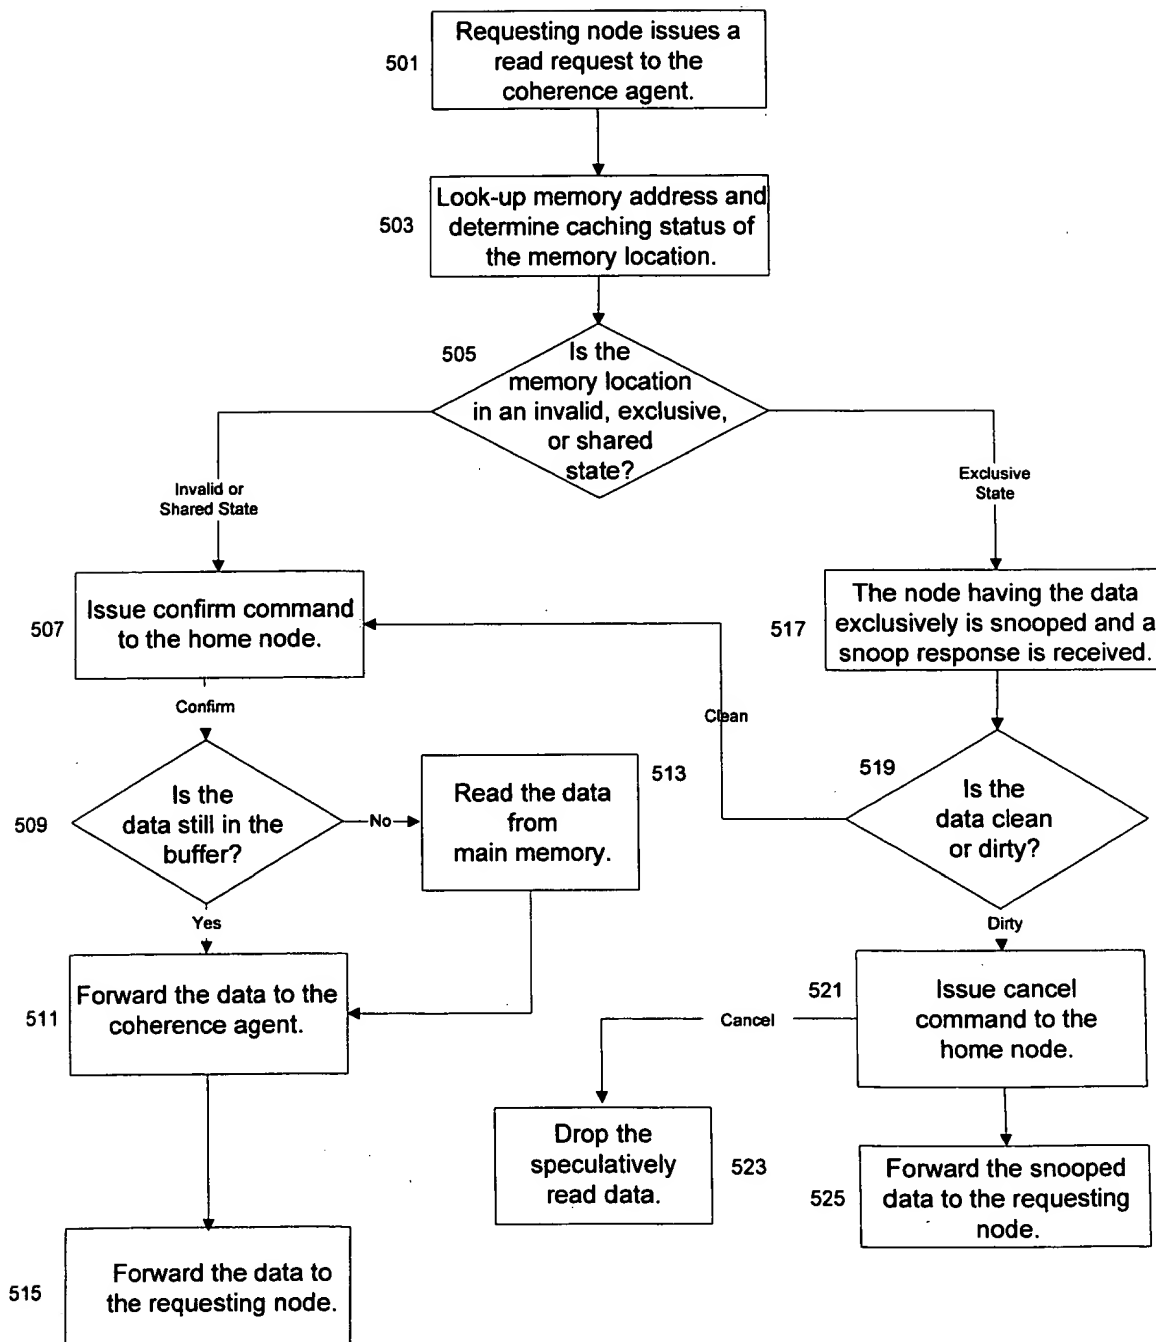 501
Requesting node issues a
read request to the
coherence agent.
503
Look-up memory address and
determine caching status of
the memory location.
505
Is the
memory location
in an invalid, exclusive,
or shared
state?
Invalid or
Shared State
Exclusive
State
507
Issue confirm command
to the home node.
517
The node having the data
exclusively is snooped and a
snoop response is received.
Confirm
Clean
509
Is the
data still in the
buffer?
No
513
Read the data
from
main memory.
519
Is the
data clean
or dirty?
Yes
Dirty
511
Forward the data to the
coherence agent.
521
Issue cancel
command to the
home node.
Cancel
Drop the
speculatively
read data.
523
525
Forward the snooped
data to the requesting
node.
515
Forward the data to
the requesting node.